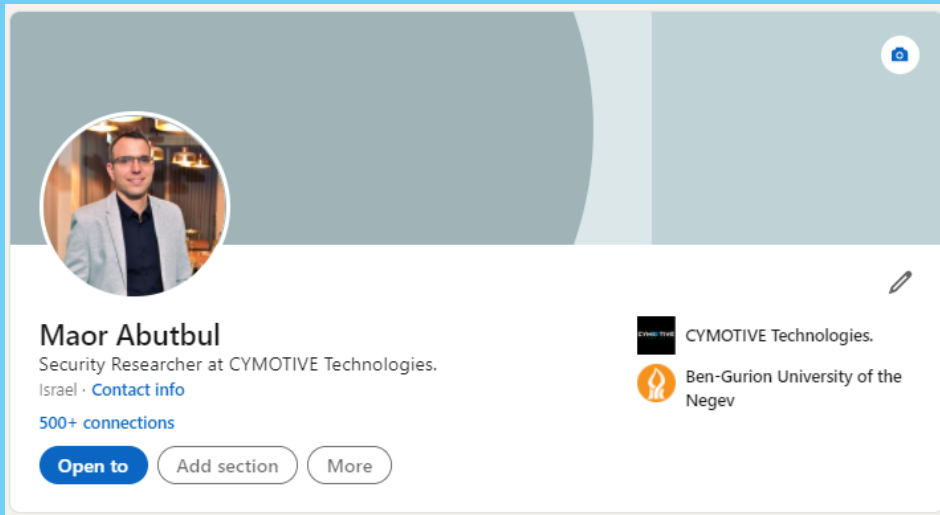 Maor Abutbul
Security Researcher at CYMOTIVE Technologies.
Israel · Contact info
500+ connections
Open to
Add section
More
CYMOTIVE
CYMOTIVE Technologies.
Ben-Gurion University of the
Negev